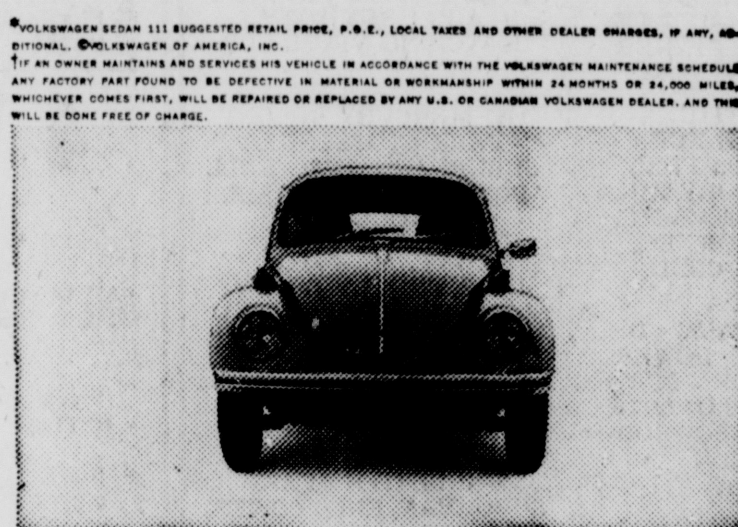 *VOLKSWAGEN SEDAN 111 SUGGESTED RETAIL PRICE, P.O.E., LOCAL TAXES AND OTHER DEALER CHARGES, IF ANY, AD-
DITIONAL. ©VOLKSWAGEN OF AMERICA, INC.
†IF AN OWNER MAINTAINS AND SERVICES HIS VEHICLE IN ACCORDANCE WITH THE VOLKSWAGEN MAINTENANCE SCHEDULE
ANY FACTORY PART FOUND TO BE DEFECTIVE IN MATERIAL OR WORKMANSHIP WITHIN 24 MONTHS OR 24,000 MILES,
WHICHEVER COMES FIRST, WILL BE REPAIRED OR REPLACED BY ANY U.S. OR CANADIAN VOLKSWAGEN DEALER. AND THIS
WILL BE DONE FREE OF CHARGE.